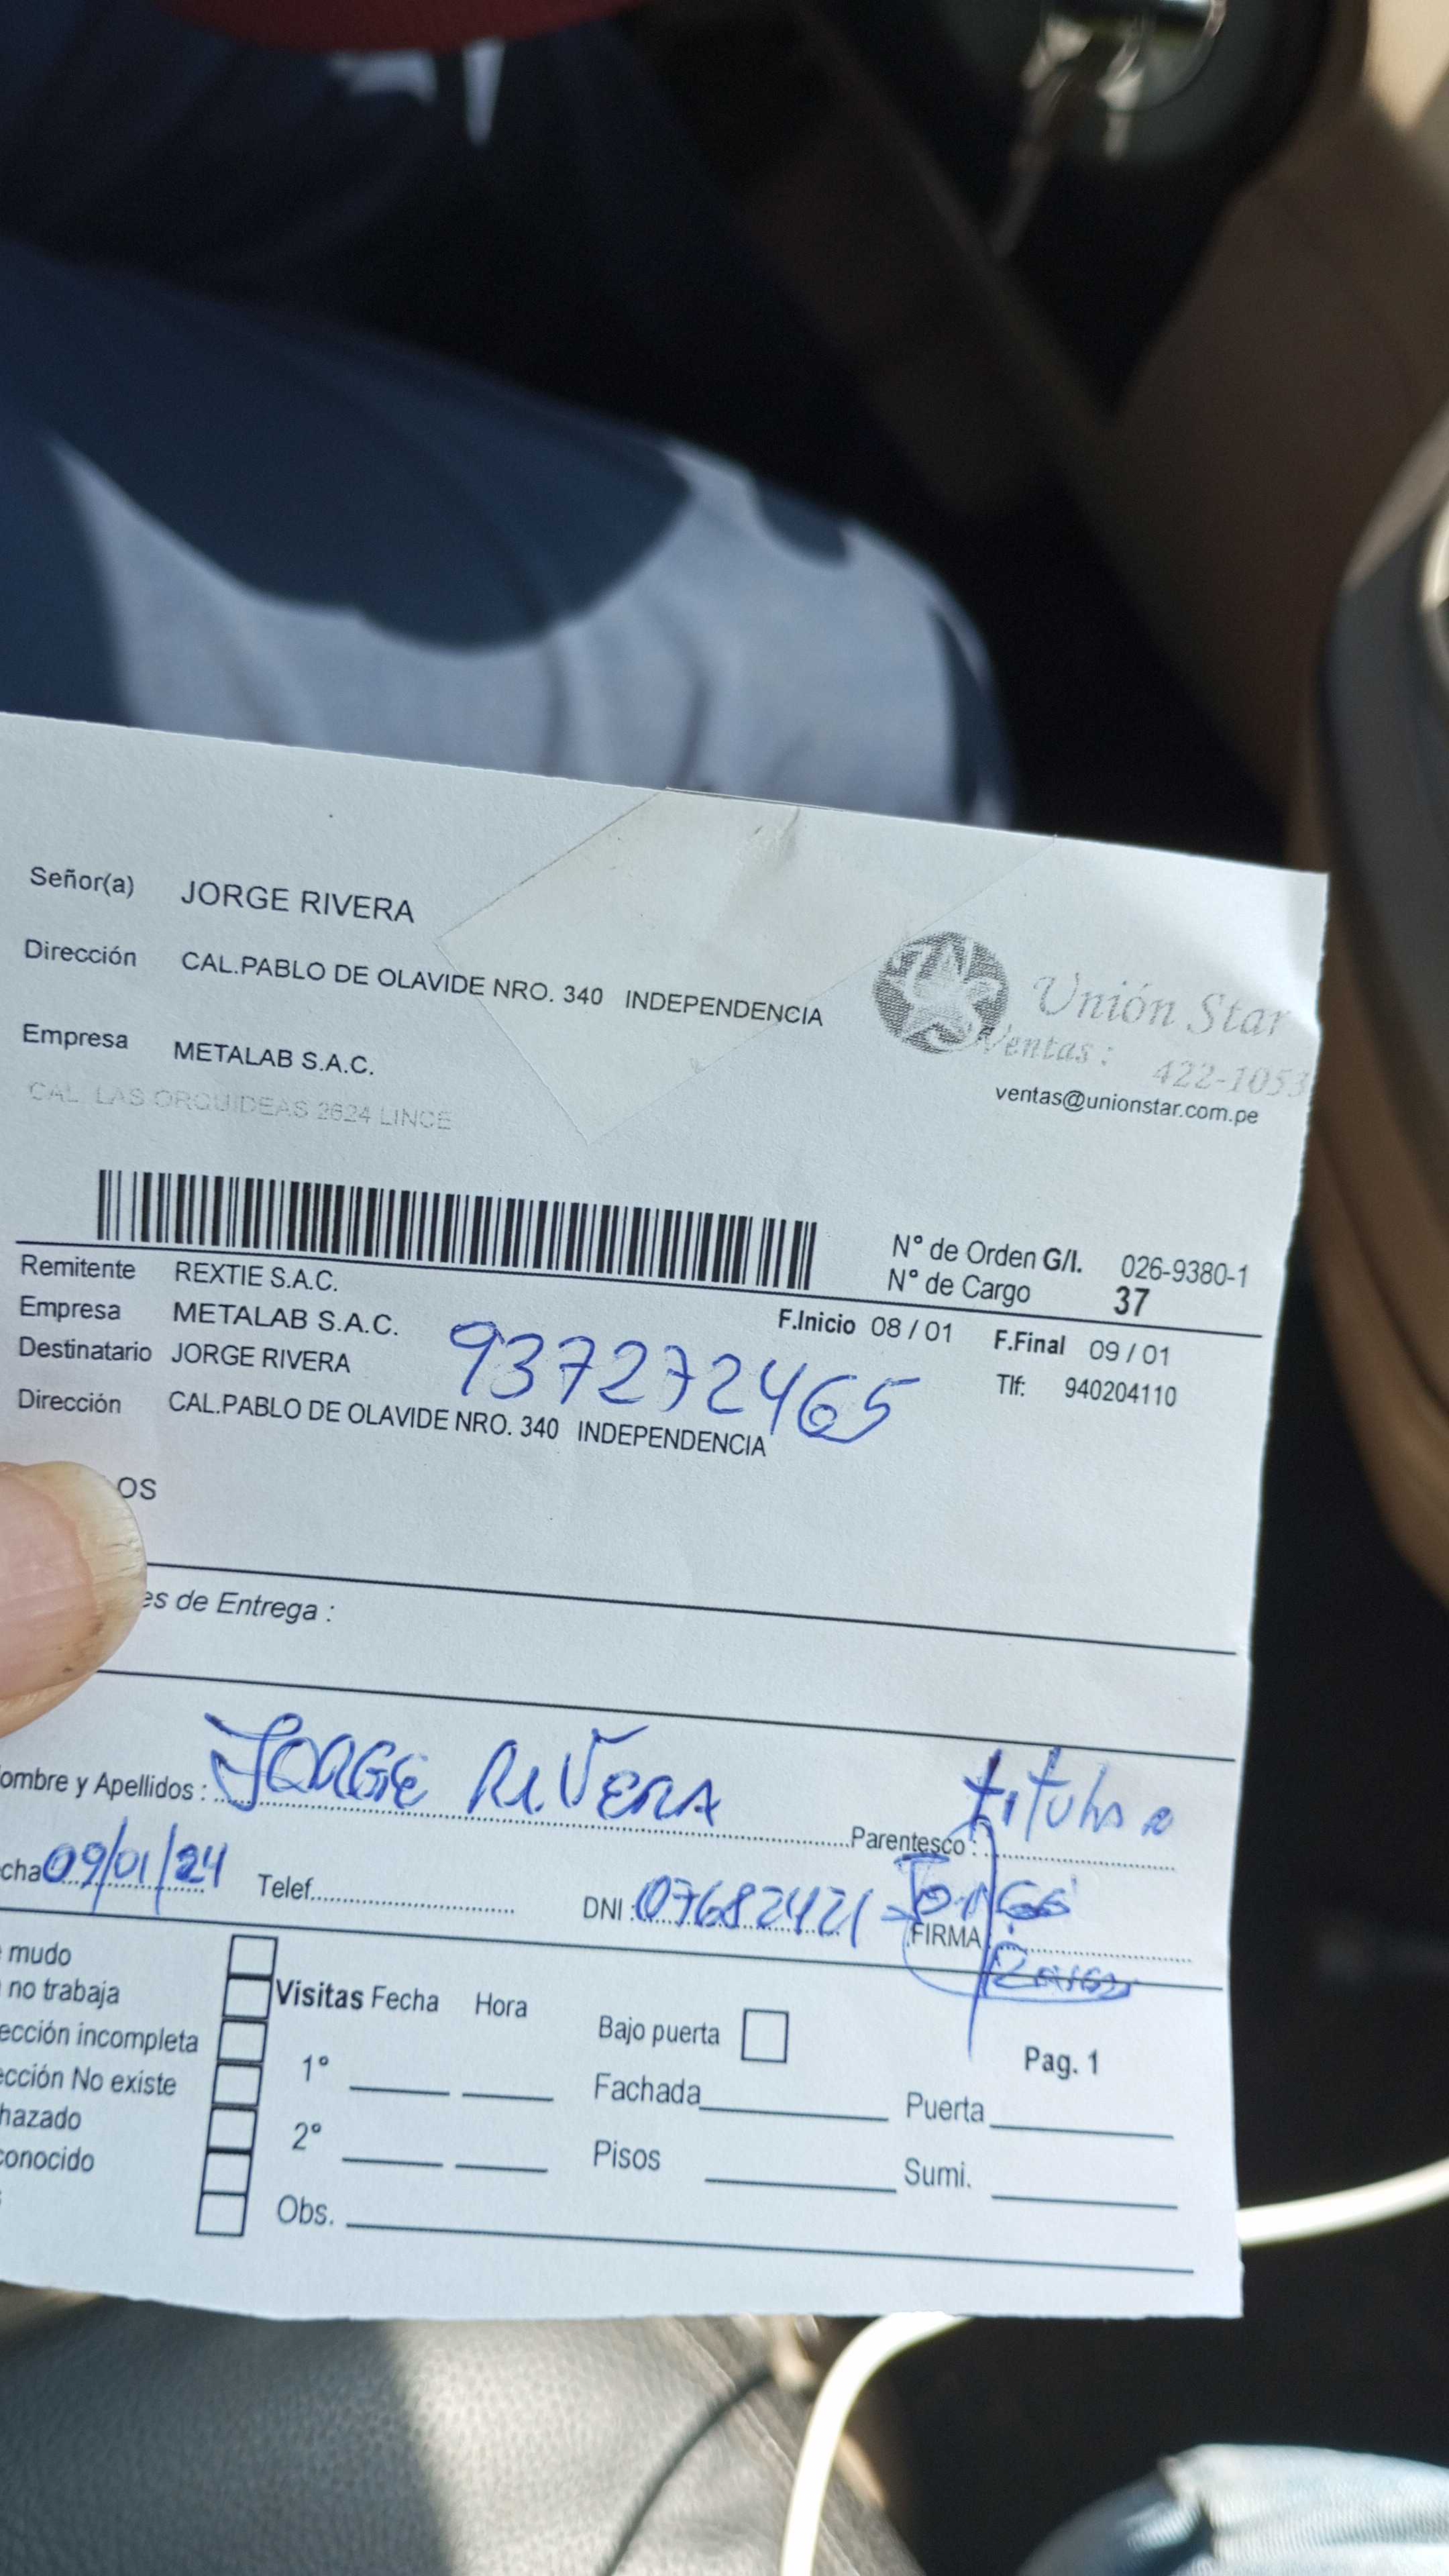 Señor(a) JORGE RIVERA
Dirección CAL.PABLO DE OLAVIDE NRO. 340 INDEPENDENCIA
Unión Star
Empresa METALAB S.A.C.
Ventas : 422-1053
CAL. LAS ORQUIDEAS 2624 LINCE
ventas@unionstar.com.pe
N° de Orden G/I. 026-9380-1
N° de Cargo 37
Remitente REXTIE S.A.C.
Empresa METALAB S.A.C.
F.Inicio 08 / 01 F.Final 09 / 01
Destinatario JORGE RIVERA
937272465
Tlf: 940204110
Dirección CAL.PABLO DE OLAVIDE NRO. 340 INDEPENDENCIA
OS
es de Entrega :
ombre y Apellidos : JORGE RIVERA
Parentesco : titular
cha 09/01/24 Telef. DNI : 07682421
FIRMA Jorge
mudo
no trabaja
Visitas Fecha Hora
Bajo puerta
ección incompleta
1°
Pag. 1
cción No existe
Fachada Puerta
hazado
2°
Pisos Sumi.
conocido
Obs.